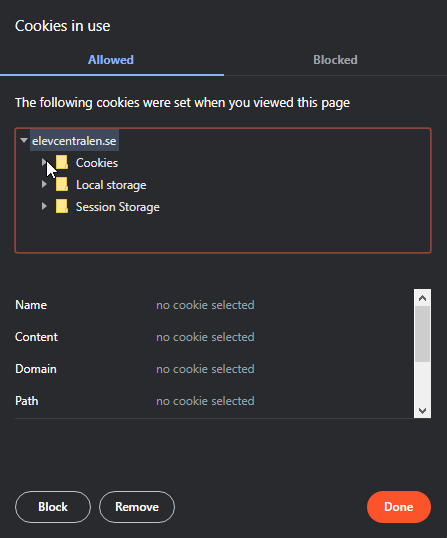 Cookies in use
Allowed Blocked
The following cookies were set when you viewed this page
elevcentralen.se
Cookies
Local storage
Session Storage
Name no cookie selected
Content no cookie selected
Domain no cookie selected
Path no cookie selected
Block Remove Done